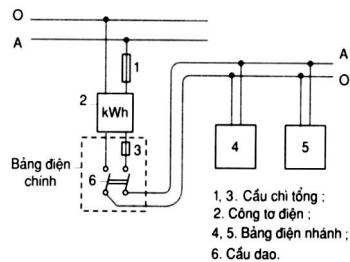 O
A
1
2
kWh
3
Bảng điện
chính
6
A
O
4
5
1, 3. Cầu chì tổng ;
2. Công tơ điện ;
4, 5. Bảng điện nhánh ;
6. Cầu dao.